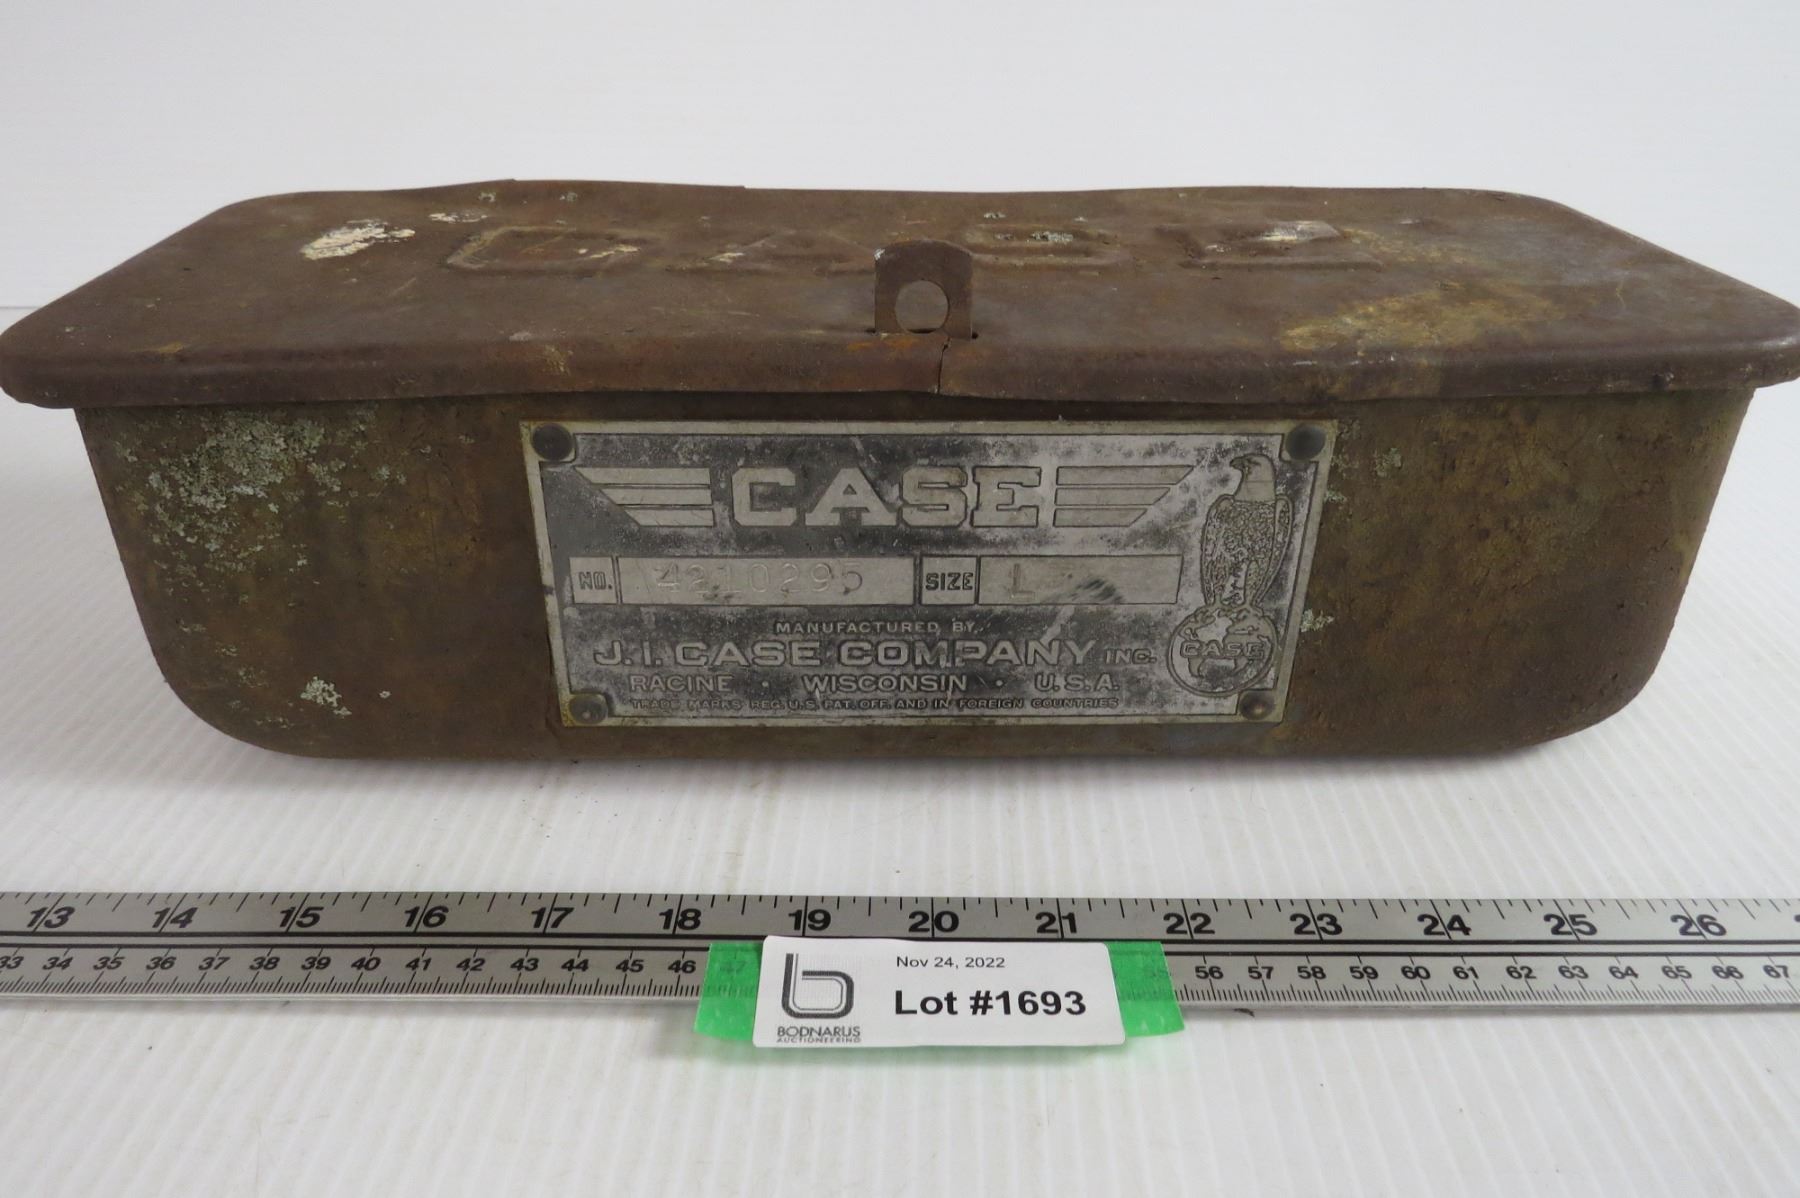 CASE
CASE
NO. 4210295 SIZE L
MANUFACTURED BY
J. I. CASE COMPANY INC.
CASE
RACINE · WISCONSIN · U.S.A.
TRADE MARKS REG. U.S. PAT. OFF. AND IN FOREIGN COUNTRIES
13 14 15 16 17 18 19 20 21 22 23 24 25 26
33 34 35 36 37 38 39 40 41 42 43 44 45 46 47 55 56 57 58 59 60 61 62 63 64 65 66 67
Nov 24, 2022
Lot #1693
b
BODNARUS
AUCTIONEERING